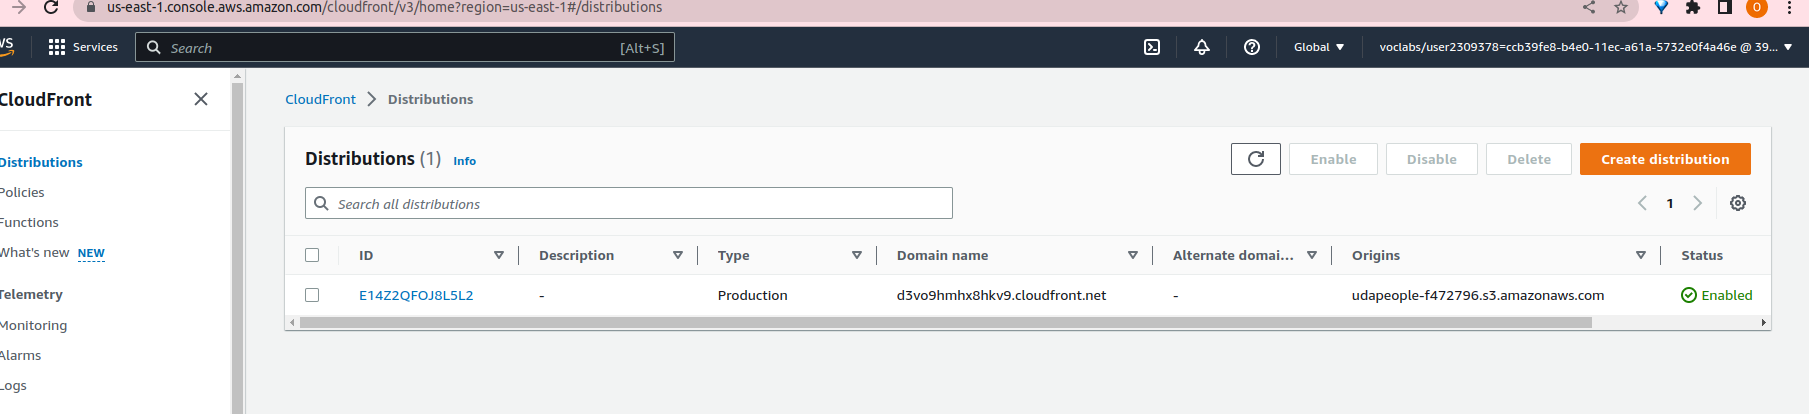 us-east-1.console.aws.amazon.com/cloudfront/v3/home?region=us-east-1#/distributions
O
Services
Search
[Alt+S]
Global
voclabs/user2309378=ccb39fe8-b4e0-11ec-a61a-5732e0f4a46e @ 39...
CloudFront
Distributions
Policies
Functions
What's new NEW
Telemetry
Monitoring
Alarms
Logs
CloudFront Distributions
Distributions (1) Info
Enable
Disable
Delete
Create distribution
Search all distributions
1
ID Description Type Domain name Alternate domai... Origins Status
E14Z2QFOJ8L5L2 - Production d3vo9hmhx8hkv9.cloudfront.net - udapeople-f472796.s3.amazonaws.com Enabled